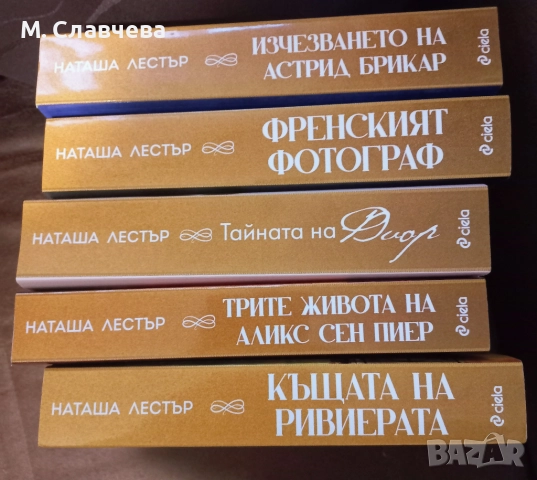 М. Славчева
НАТАША ЛЕСТЪР
ИЗЧЕЗВАНЕТО НА
АСТРИД БРИКАР
ciela
НАТАША ЛЕСТЪР
ФРЕНСКИЯТ
ФОТОГРАФ
ciela
НАТАША ЛЕСТЪР
Тайната на Диор
ciela
НАТАША ЛЕСТЪР
ТРИТЕ ЖИВОТА НА
АЛИКС СЕН ПИЕР
ciela
НАТАША ЛЕСТЪР
КЪЩАТА НА
РИВИЕРАТА
ciela
BAZAR